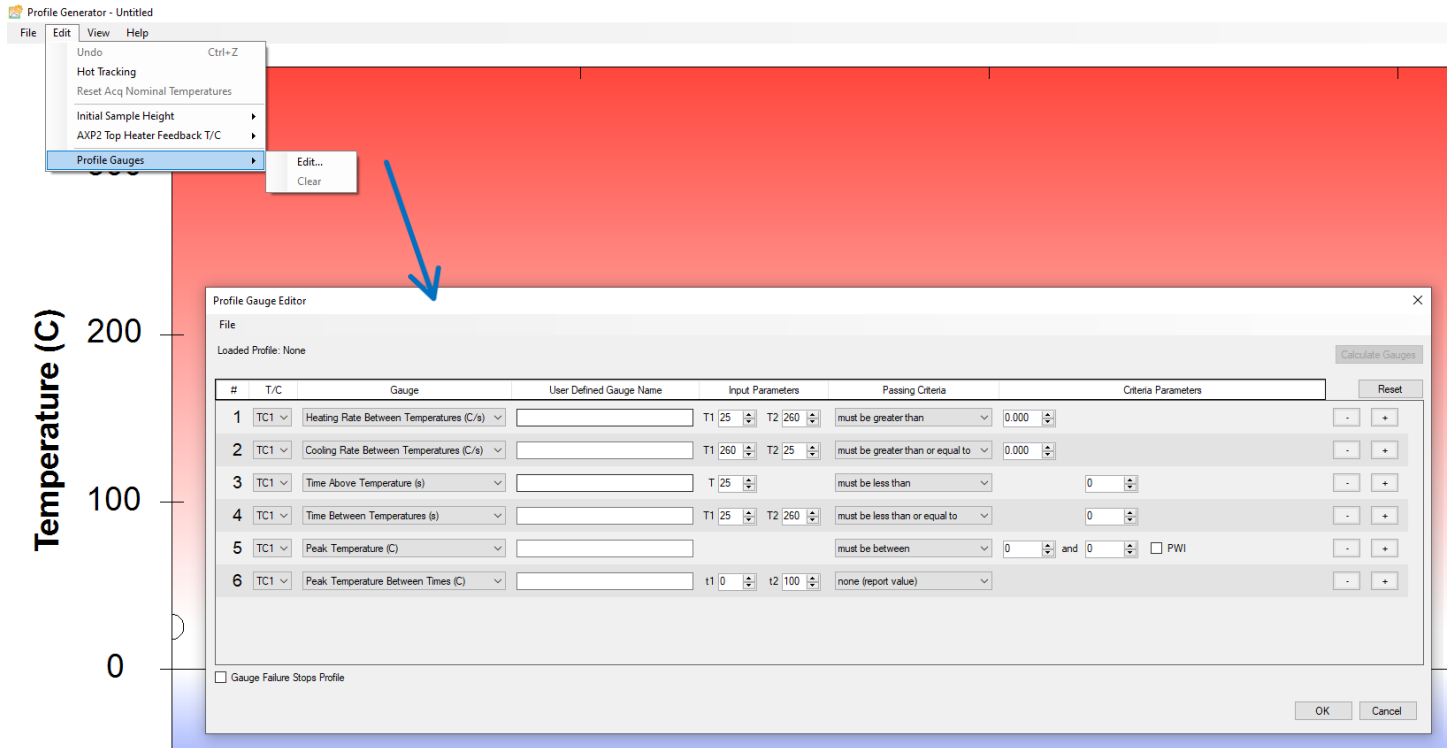 Profile Generator - Untitled
File Edit View Help
Undo Ctrl+Z
Hot Tracking
Reset Acq Nominal Temperatures
Initial Sample Height
AXP2 Top Heater Feedback T/C
Profile Gauges
Edit...
Clear
Temperature (C)
200
100
0
Profile Gauge Editor
File
Loaded Profile: None
Calculate Gauges
# T/C Gauge User Defined Gauge Name Input Parameters Passing Criteria Criteria Parameters Reset
1 TC1 Heating Rate Between Temperatures (C/s) T1 25 T2 260 must be greater than 0.000 - +
2 TC1 Cooling Rate Between Temperatures (C/s) T1 260 T2 25 must be greater than or equal to 0.000 - +
3 TC1 Time Above Temperature (s) T 25 must be less than 0 - +
4 TC1 Time Between Temperatures (s) T1 25 T2 260 must be less than or equal to 0 - +
5 TC1 Peak Temperature (C) must be between 0 and 0 PWI - +
6 TC1 Peak Temperature Between Times (C) t1 0 t2 100 none (report value) - +
Gauge Failure Stops Profile
OK Cancel